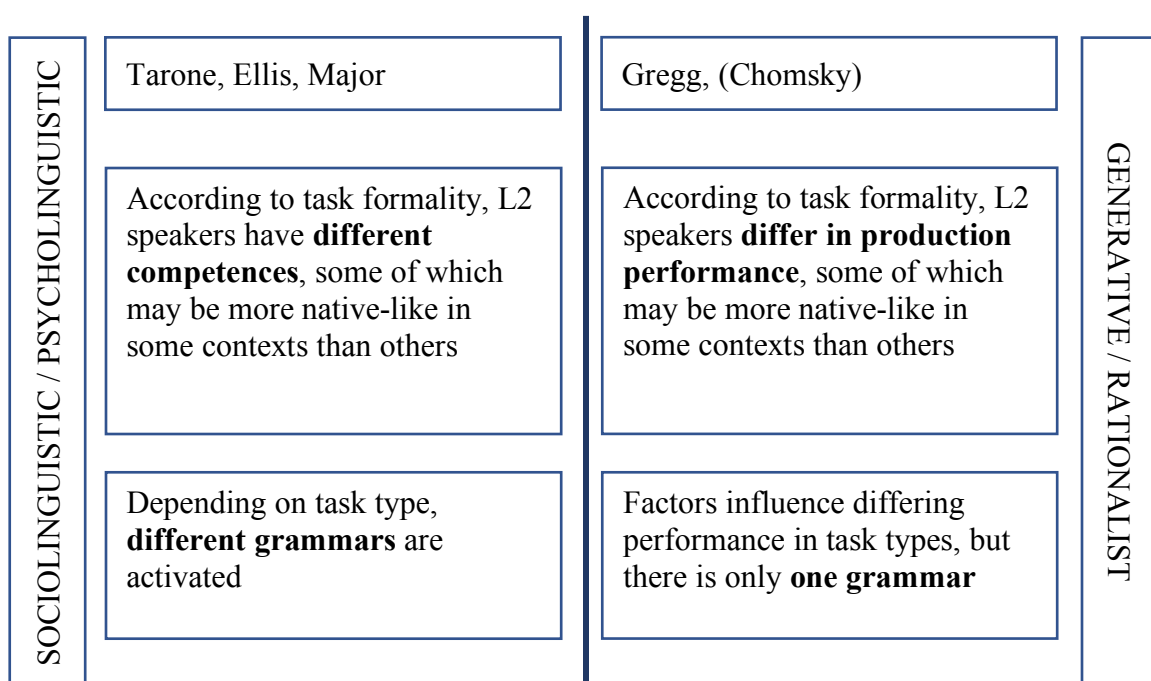 SOCIOLINGUISTIC / PSYCHOLINGUISTIC
Tarone, Ellis, Major
According to task formality, L2
speakers have different
competences, some of which
may be more native-like in
some contexts than others
Depending on task type,
different grammars are
activated
Gregg, (Chomsky)
According to task formality, L2
speakers differ in production
performance, some of which
may be more native-like in
some contexts than others
Factors influence differing
performance in task types, but
there is only one grammar
GENERATIVE / RATIONALIST